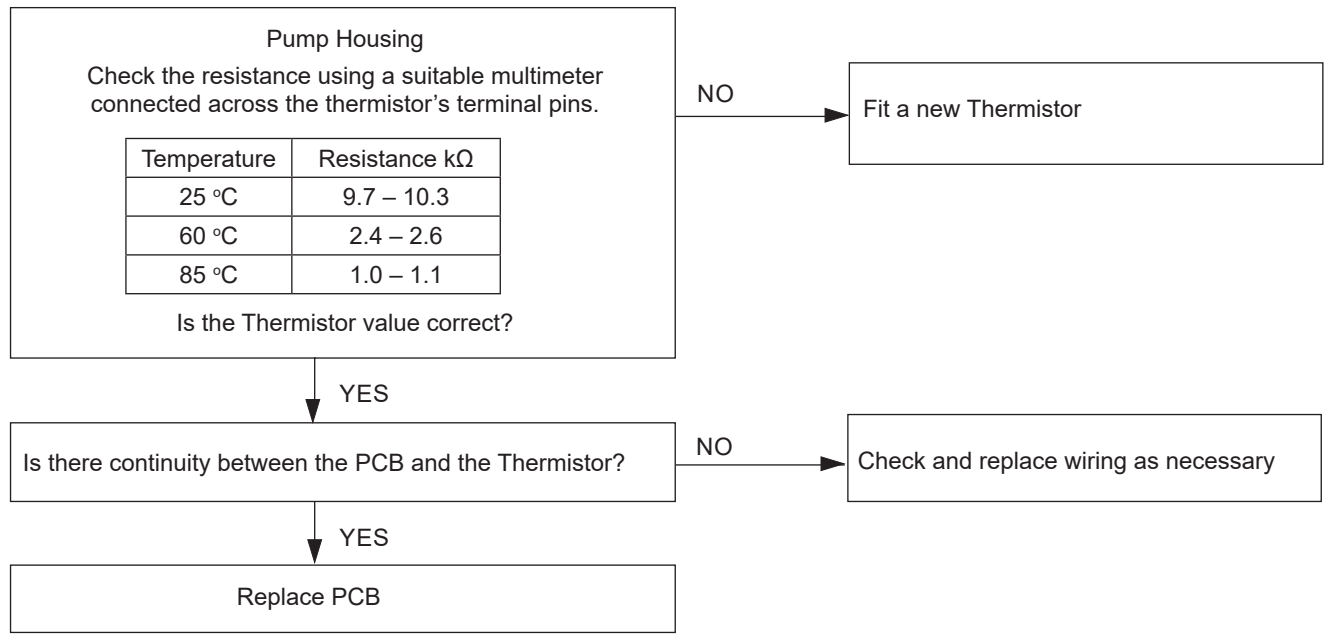 Pump Housing
Check the resistance using a suitable multimeter
connected across the thermistor’s terminal pins.
NO
Fit a new Thermistor
Temperature Resistance kΩ
25 ºC 9.7 – 10.3
60 ºC 2.4 – 2.6
85 ºC 1.0 – 1.1
Is the Thermistor value correct?
YES
Is there continuity between the PCB and the Thermistor?
NO
Check and replace wiring as necessary
YES
Replace PCB